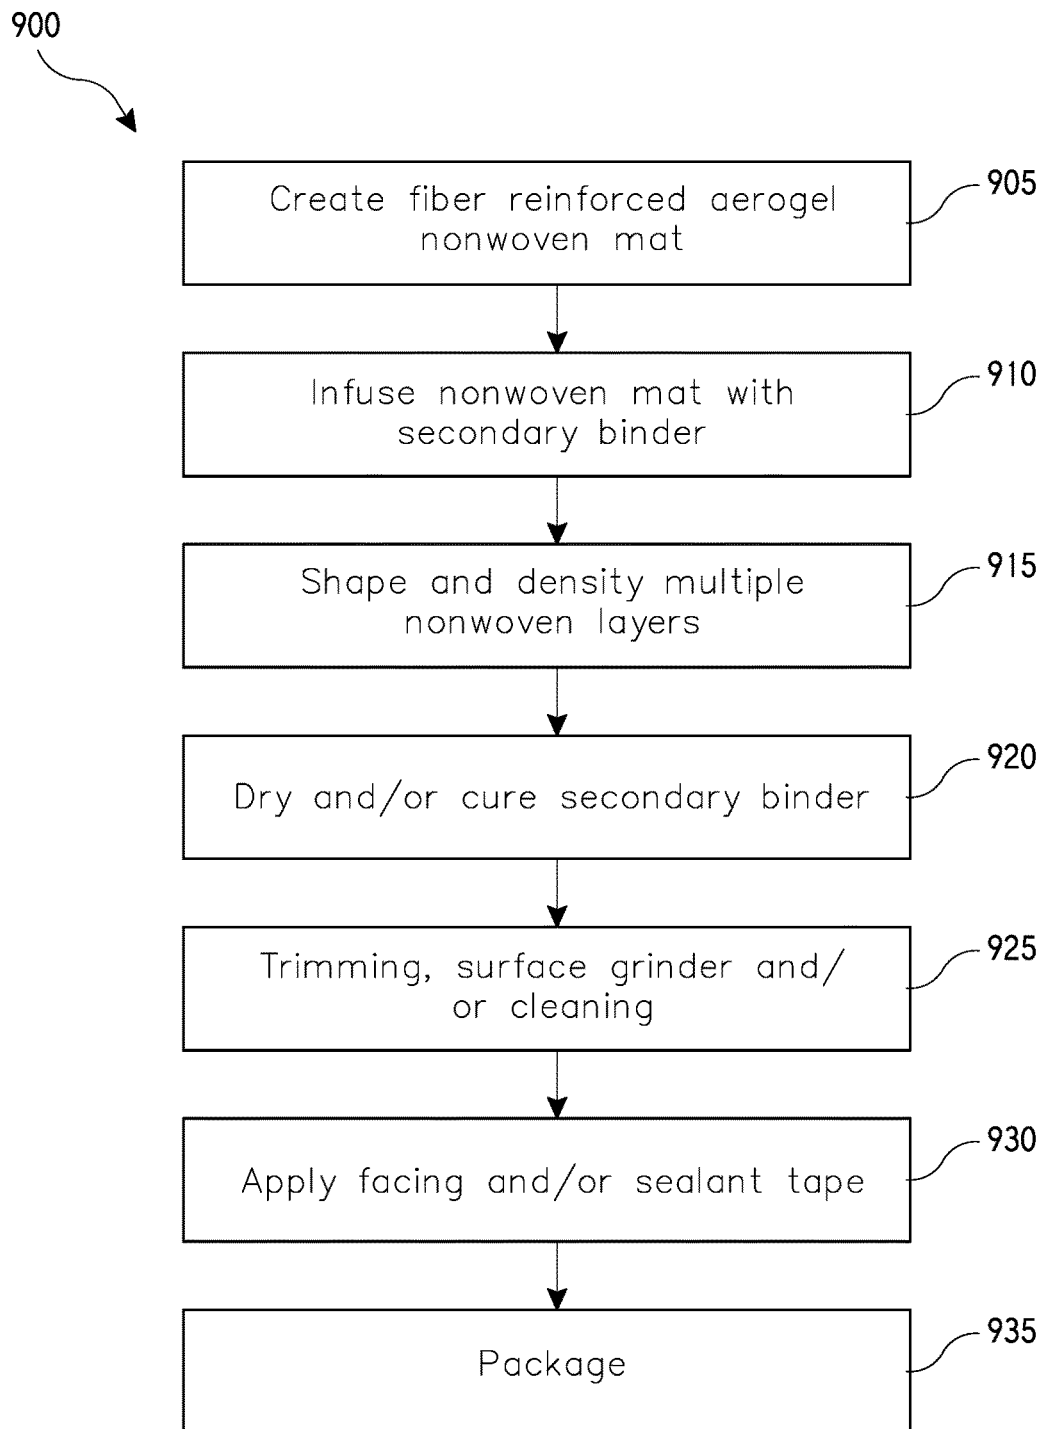 900
Create fiber reinforced aerogel
nonwoven mat
905
Infuse nonwoven mat with
secondary binder
910
Shape and density multiple
nonwoven layers
915
Dry and/or cure secondary binder
920
Trimming, surface grinder and/
or cleaning
925
Apply facing and/or sealant tape
930
Package
935